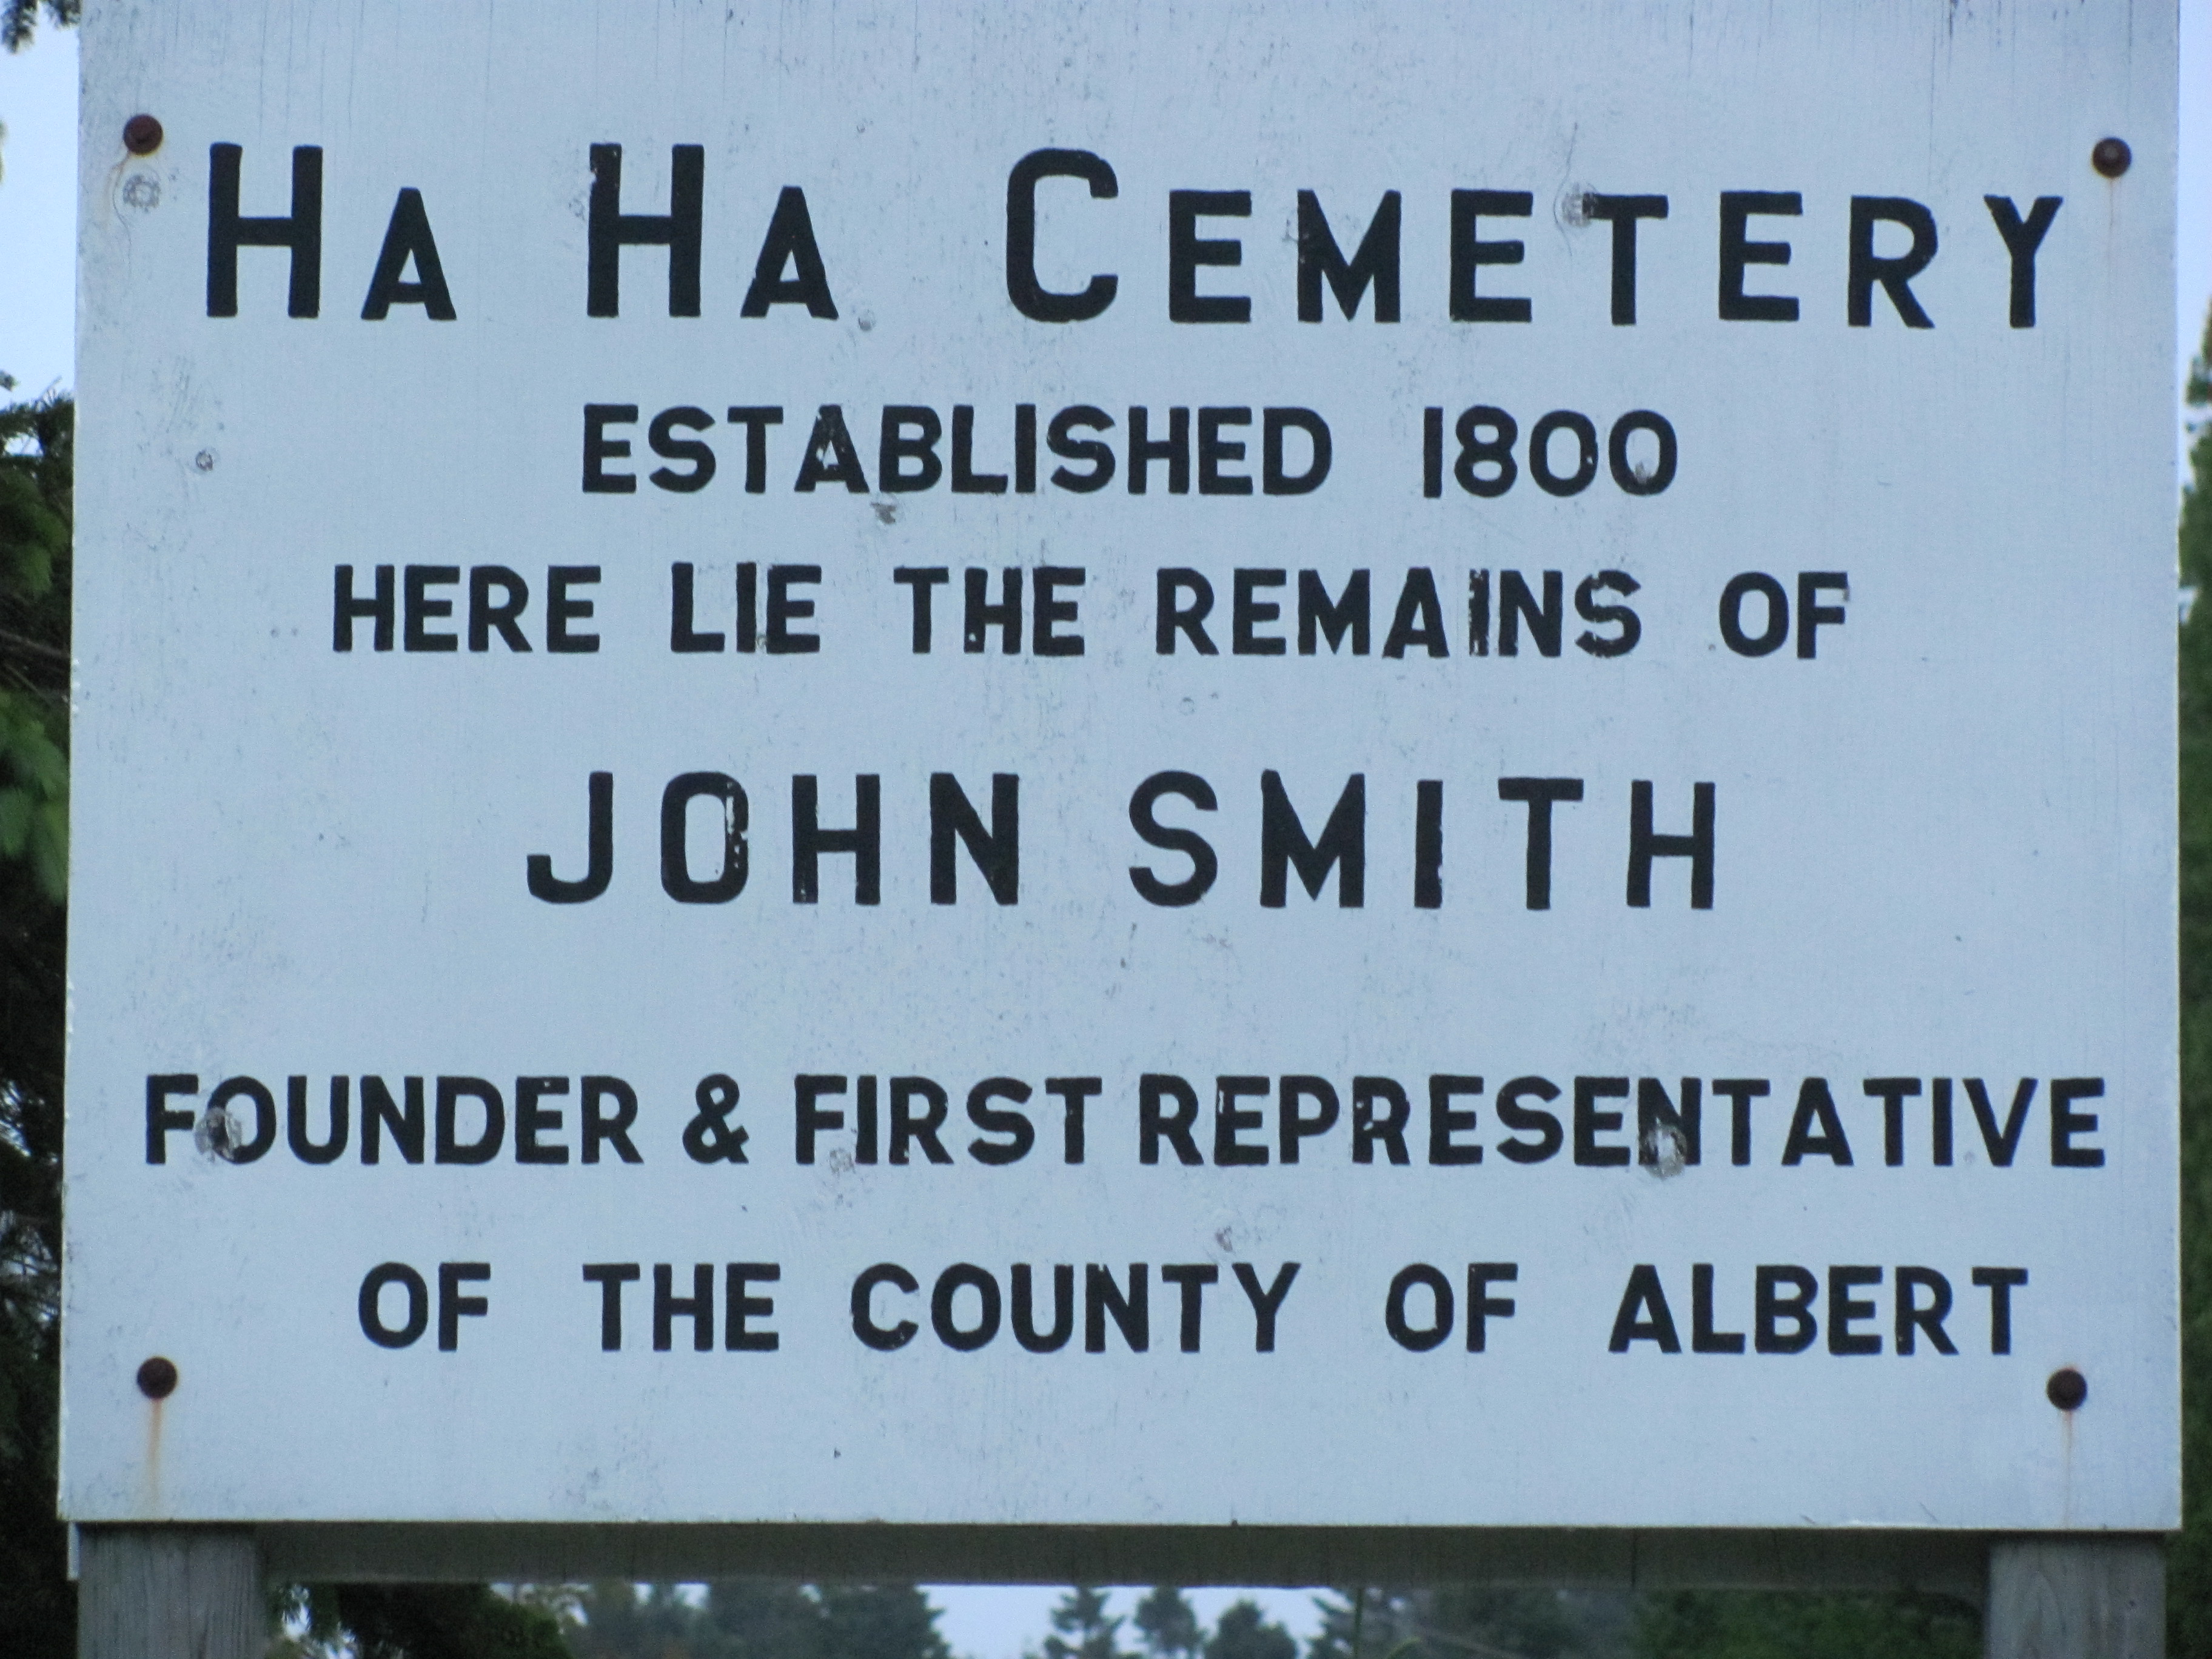 Ha Ha Cemetery
ESTABLISHED 1800
HERE LIE THE REMAINS OF
JOHN SMITH
FOUNDER & FIRST REPRESENTATIVE
OF THE COUNTY OF ALBERT